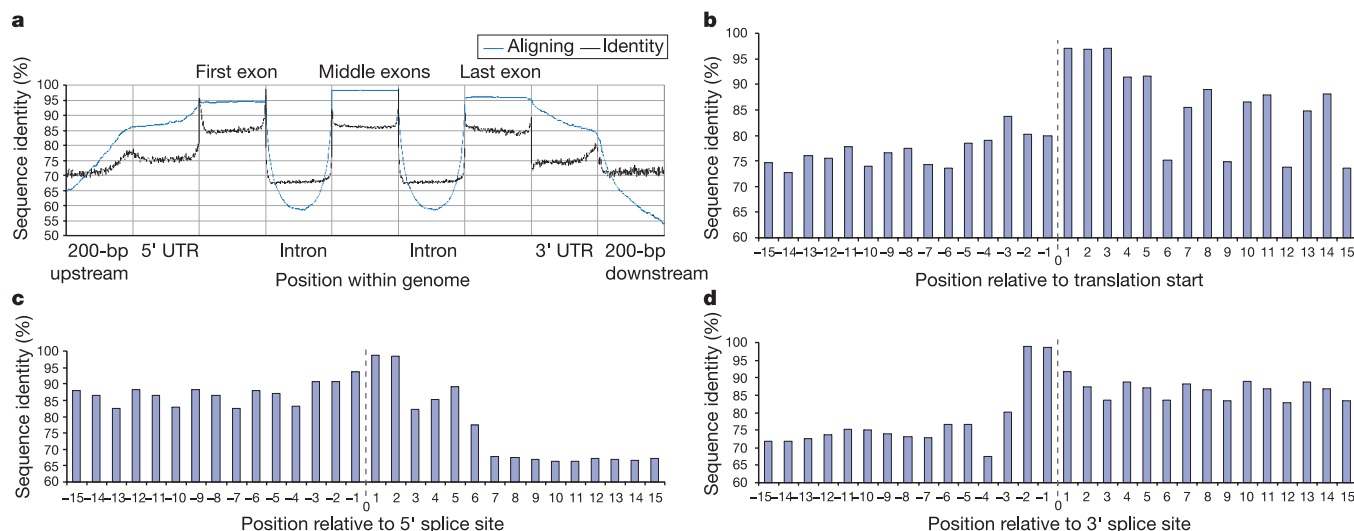 a
Aligning Identity
First exon Middle exons Last exon
Sequence identity (%)
100
95
90
85
80
75
70
65
60
55
50
200-bp upstream 5' UTR Intron Intron 3' UTR 200-bp downstream
Position within genome
b
Sequence identity (%)
100
95
90
85
80
75
70
65
60
–15 –14 –13 –12 –11 –10 –9 –8 –7 –6 –5 –4 –3 –2 –1 0 1 2 3 4 5 6 7 8 9 10 11 12 13 14 15
Position relative to translation start
c
Sequence identity (%)
100
95
90
85
80
75
70
65
60
–15 –14 –13 –12 –11 –10 –9 –8 –7 –6 –5 –4 –3 –2 –1 0 1 2 3 4 5 6 7 8 9 10 11 12 13 14 15
Position relative to 5' splice site
d
Sequence identity (%)
100
95
90
85
80
75
70
65
60
–15 –14 –13 –12 –11 –10 –9 –8 –7 –6 –5 –4 –3 –2 –1 0 1 2 3 4 5 6 7 8 9 10 11 12 13 14 15
Position relative to 3' splice site